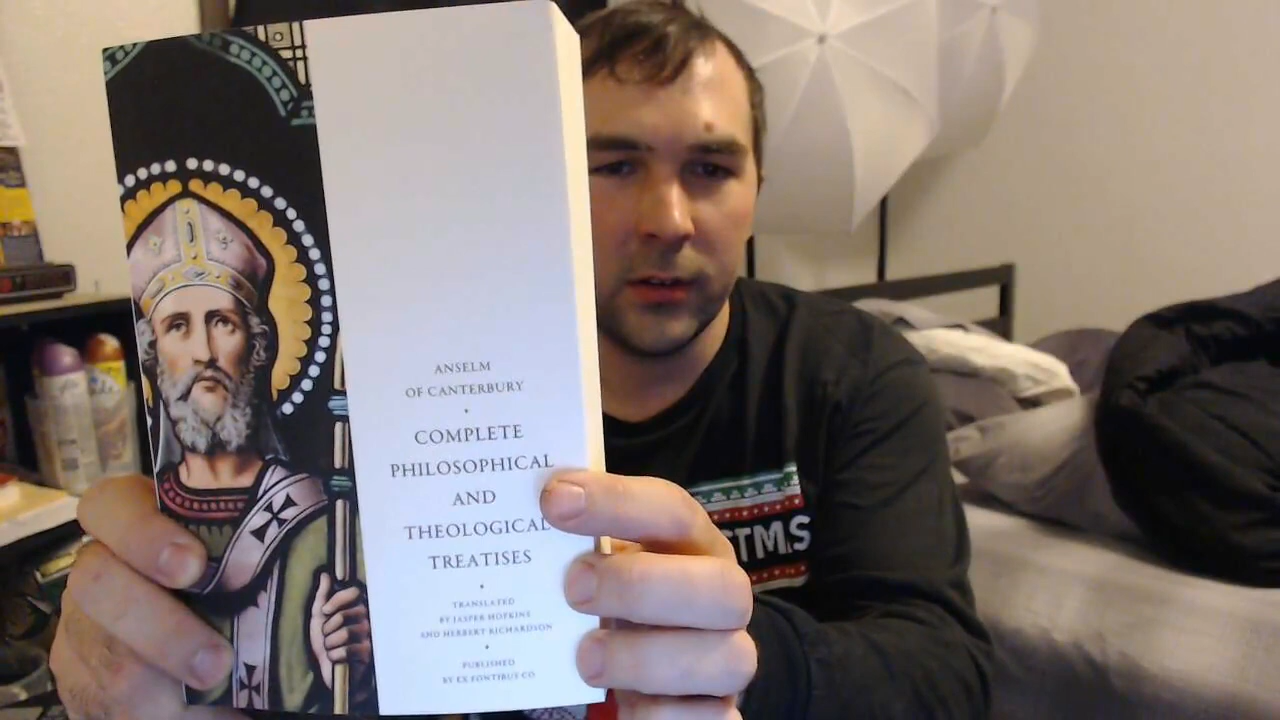 ANSELM
OF CANTERBURY
COMPLETE
PHILOSOPHICAL
AND
THEOLOGICAL
TREATISES
TRANSLATED
BY JASPER HOPKINS
AND HERBERT RICHARDSON
PUBLISHED
BY EX FONTIBUS CO.
STMAS